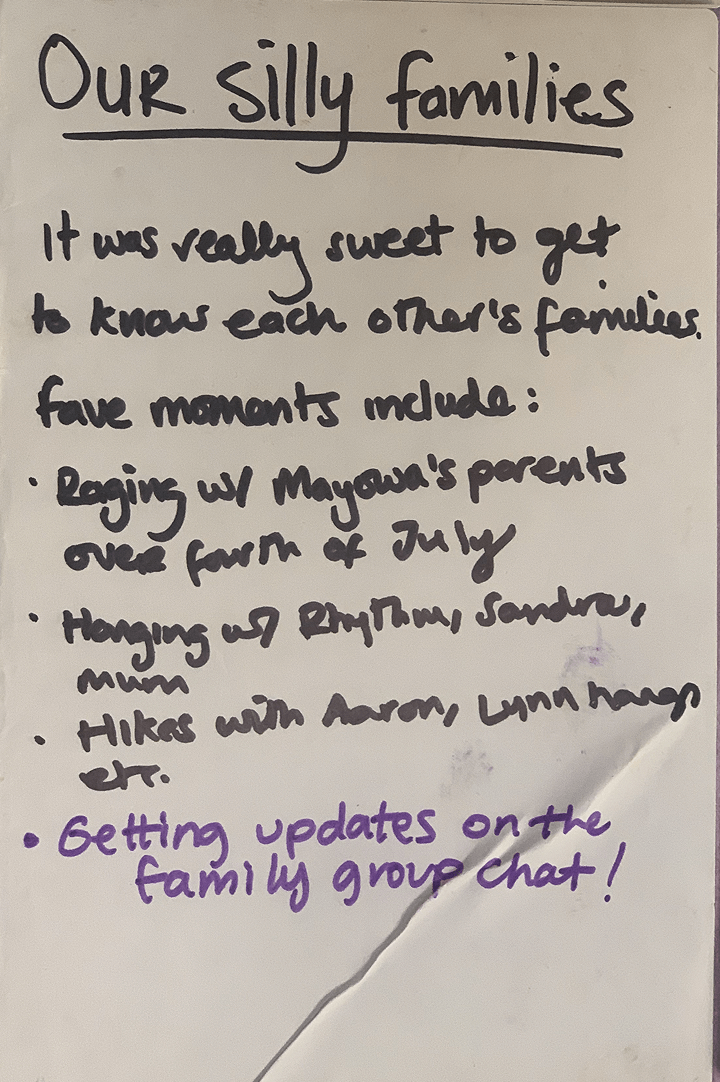 Our silly families
It was really sweet to get
to know each other's families.
fave moments include:
· Raging w/ Mayowa's parents
over fourth of July
· Hanging w/ Rhythm, Sandra,
mum
· Hikes with Aaron, Lynn hangs
etc.
• Getting updates on the
family group chat!